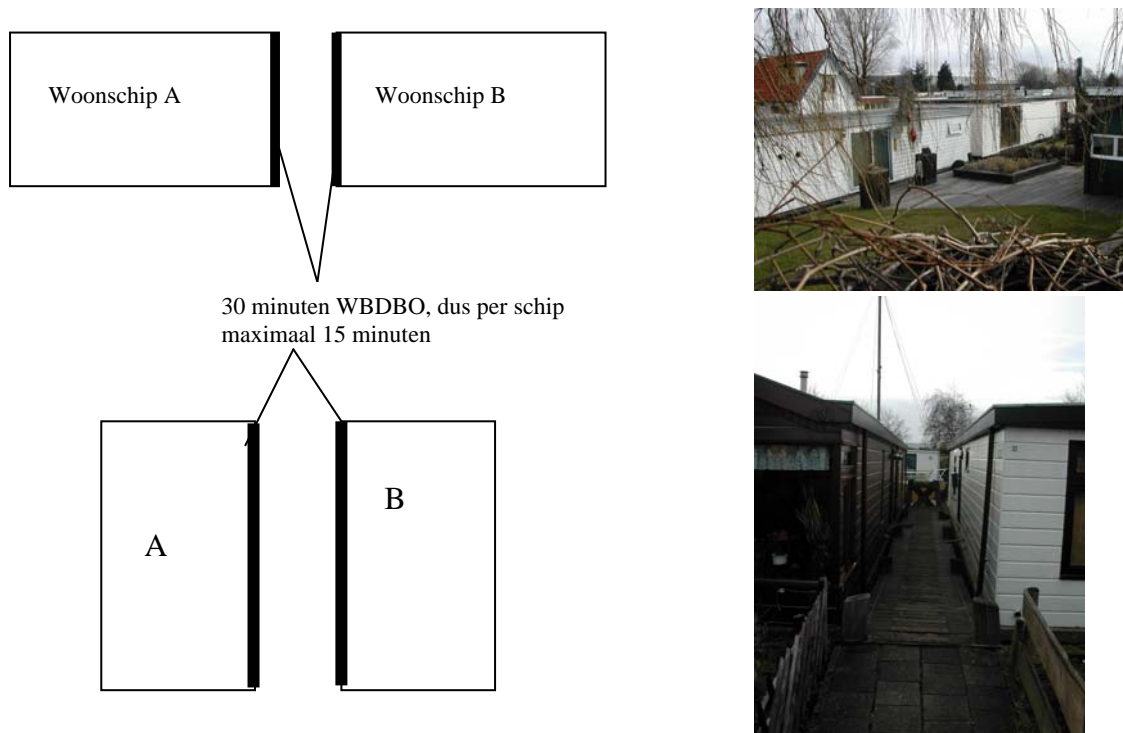 Woonschip A
Woonschip B
30 minuten WBDBO, dus per schip
maximaal 15 minuten
A
B